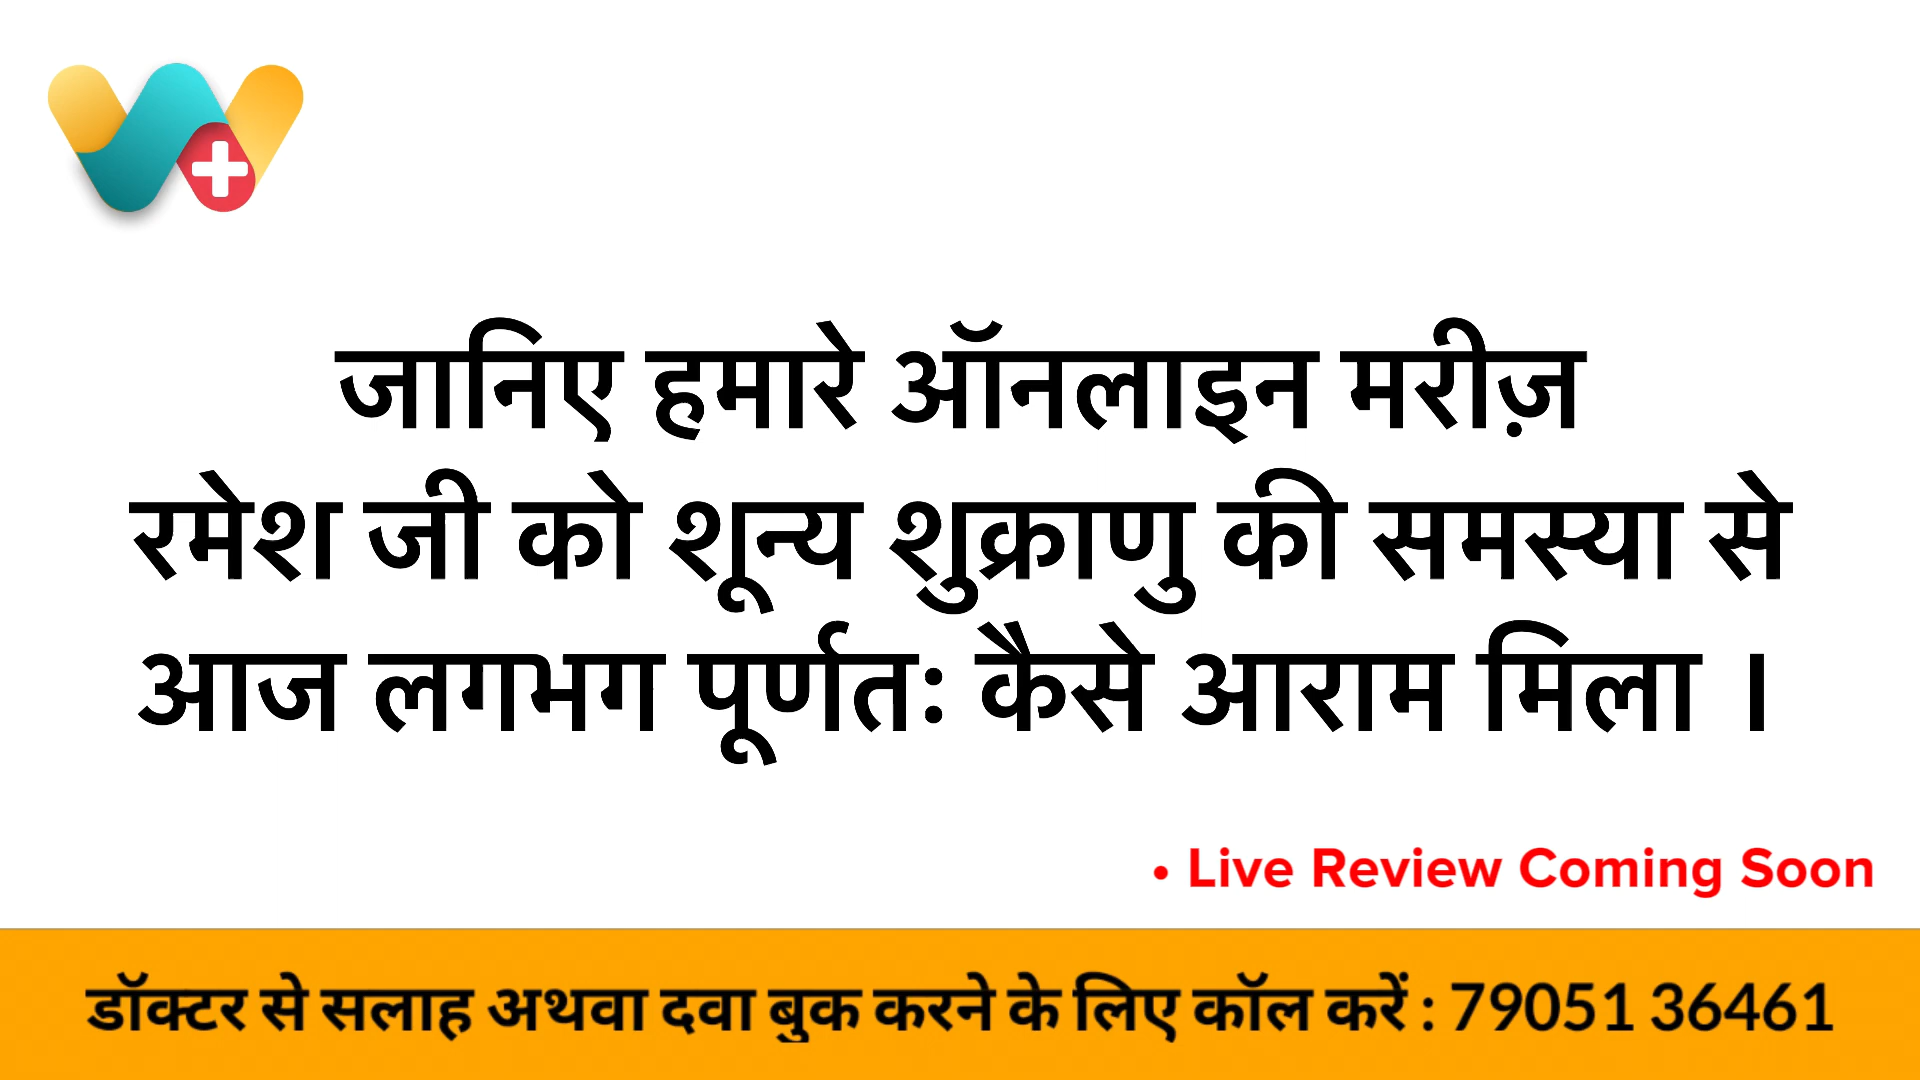 जानिए हमारे ऑनलाइन मरीज़
रमेश जी को शून्य शुक्राणु की समस्या से
आज लगभग पूर्णतः कैसे आराम मिला ।
• Live Review Coming Soon
डॉक्टर से सलाह अथवा दवा बुक करने के लिए कॉल करें : 79051 36461